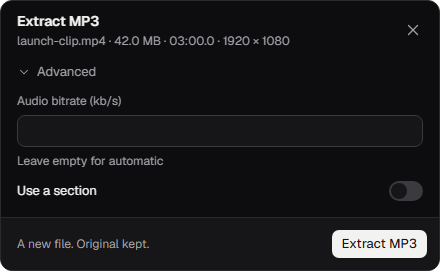 Extract MP3
launch-clip.mp4 · 42.0 MB · 03:00.0 · 1920 × 1080
Advanced
Audio bitrate (kb/s)
Leave empty for automatic
Use a section
A new file. Original kept.
Extract MP3